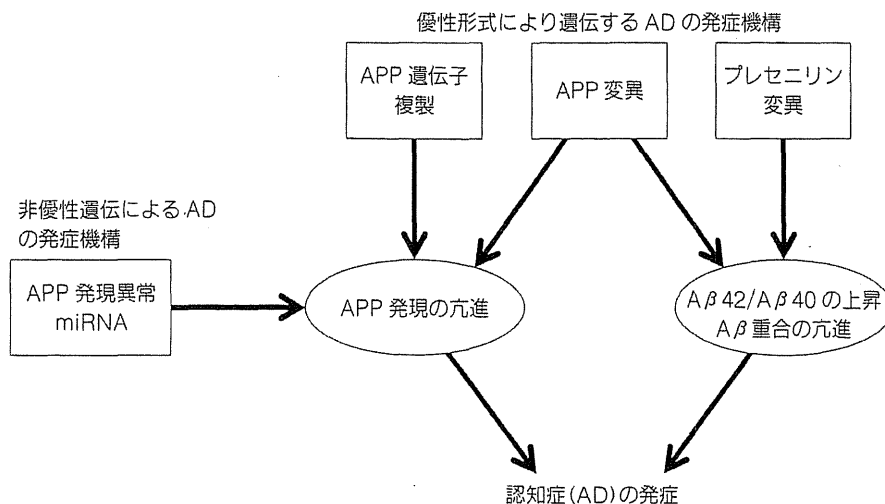 優性形式により遺伝する AD の発症機構
APP 遺伝子
複製
APP 変異
プレセニリン
変異
非優性遺伝による AD
の発症機構
APP 発現異常
miRNA
APP 発現の亢進
Aβ42/Aβ40 の上昇
Aβ重合の亢進
認知症(AD)の発症